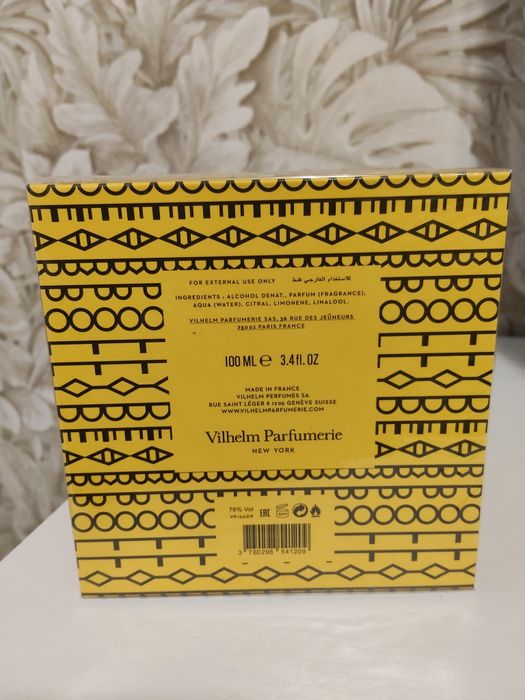 FOR EXTERNAL USE ONLY للاستخدام الخارجي فقط
INGREDIENTS : ALCOHOL DENAT., PARFUM (FRAGRANCE),
AQUA (WATER), CITRAL, LIMONENE, LINALOOL.
VILHELM PARFUMERIE SAS, 36 RUE DES JEÛNEURS
75002 PARIS FRANCE
100 ML e 3.4 fl. OZ
MADE IN FRANCE
VILHELM PERFUMES SA
RUE SAINT LÉGER 8 1205 GENÈVE SUISSE
WWW.VILHELMPARFUMERIE.COM
Vilhelm Parfumerie
NEW YORK
76% Vol
EAC
3 760298 541209